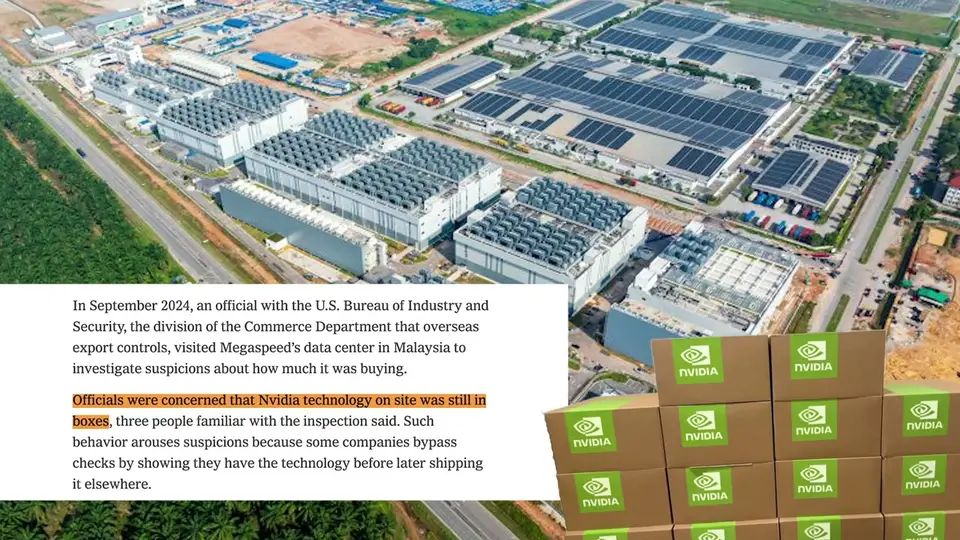 In September 2024, an official with the U.S. Bureau of Industry and
Security, the division of the Commerce Department that overseas
export controls, visited Megaspeed’s data center in Malaysia to
investigate suspicions about how much it was buying.
Officials were concerned that Nvidia technology on site was still in
boxes, three people familiar with the inspection said. Such
behavior arouses suspicions because some companies bypass
checks by showing they have the technology before later shipping
it elsewhere.
NVIDIA
NVIDIA
NVIDIA
NVIDIA
NVIDIA
NVIDIA
NVIDIA
NVIDIA
NVIDIA
NVIDIA
NVIDIA
NVIDIA
NVIDIA
NVIDIA